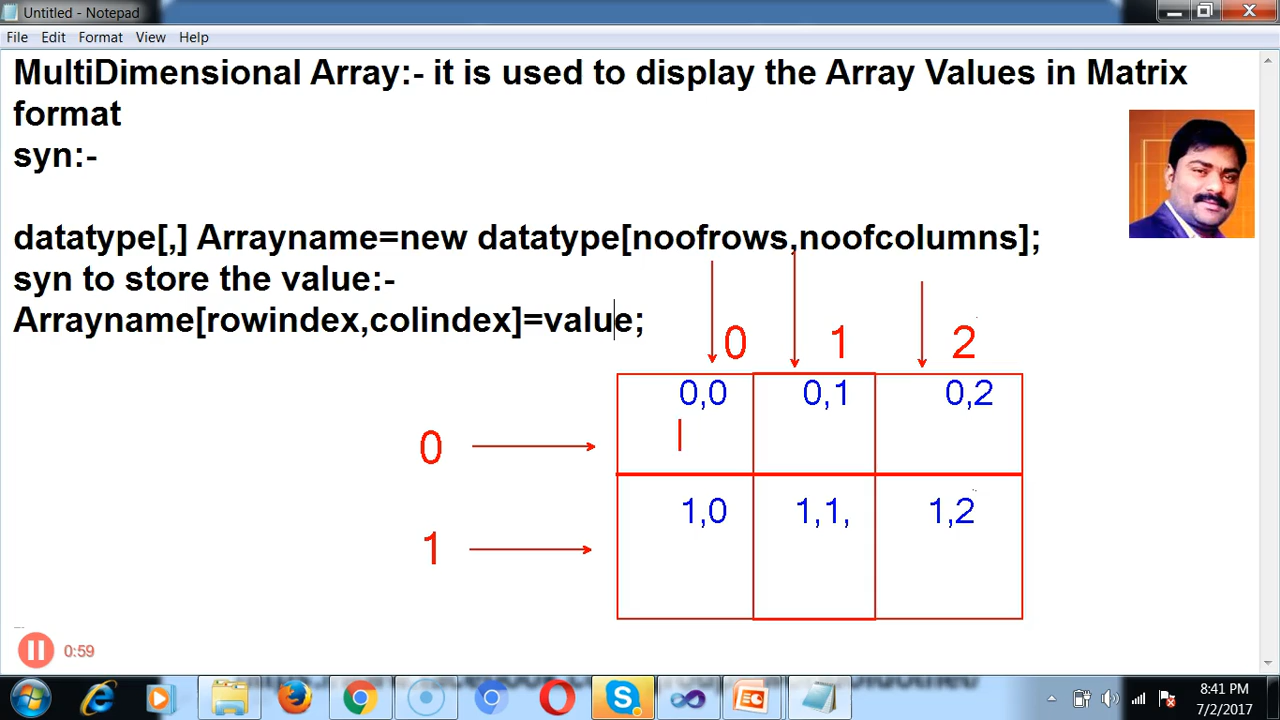 Untitled - Notepad
File Edit Format View Help
MultiDimensional Array:- it is used to display the Array Values in Matrix
format
syn:-
datatype[,] Arrayname=new datatype[noofrows,noofcolumns];
syn to store the value:-
Arrayname[rowindex,colindex]=value;
0 1 2
0,0 0,1 0,2
0
1,0 1,1, 1,2
1
0:59
8:41 PM
7/2/2017